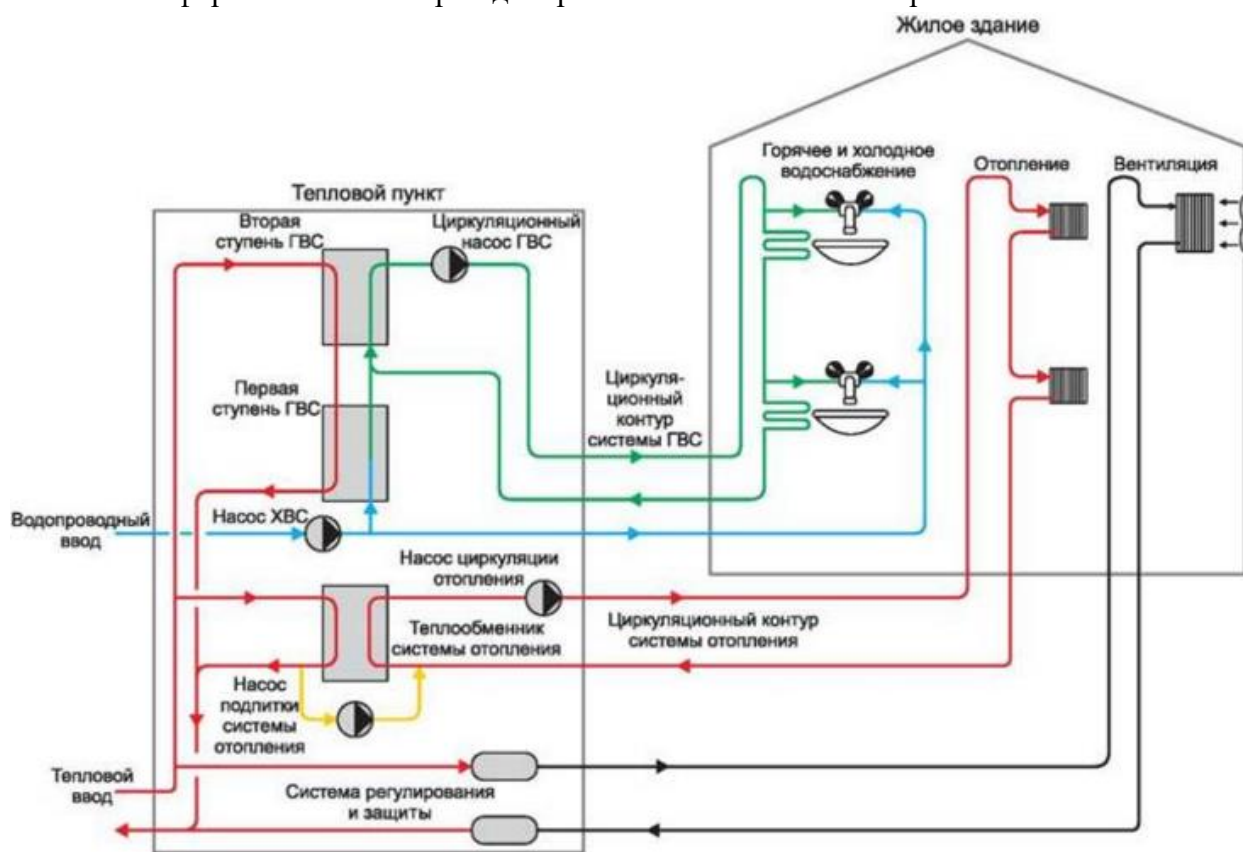 Жилое здание
Горячее и холодное
водоснабжение
Отопление
Вентиляция
Тепловой пункт
Вторая
ступень ГВС
Циркуляционный
насос ГВС
Первая
ступень ГВС
Циркуля-
ционный
контур
системы ГВС
Водопроводный
ввод
Насос ХВС
Насос циркуляции
отопления
Теплообменник
системы отопления
Циркуляционный контур
системы отопления
Насос
подпитки
системы
отопления
Тепловой
ввод
Система регулирования
и защиты